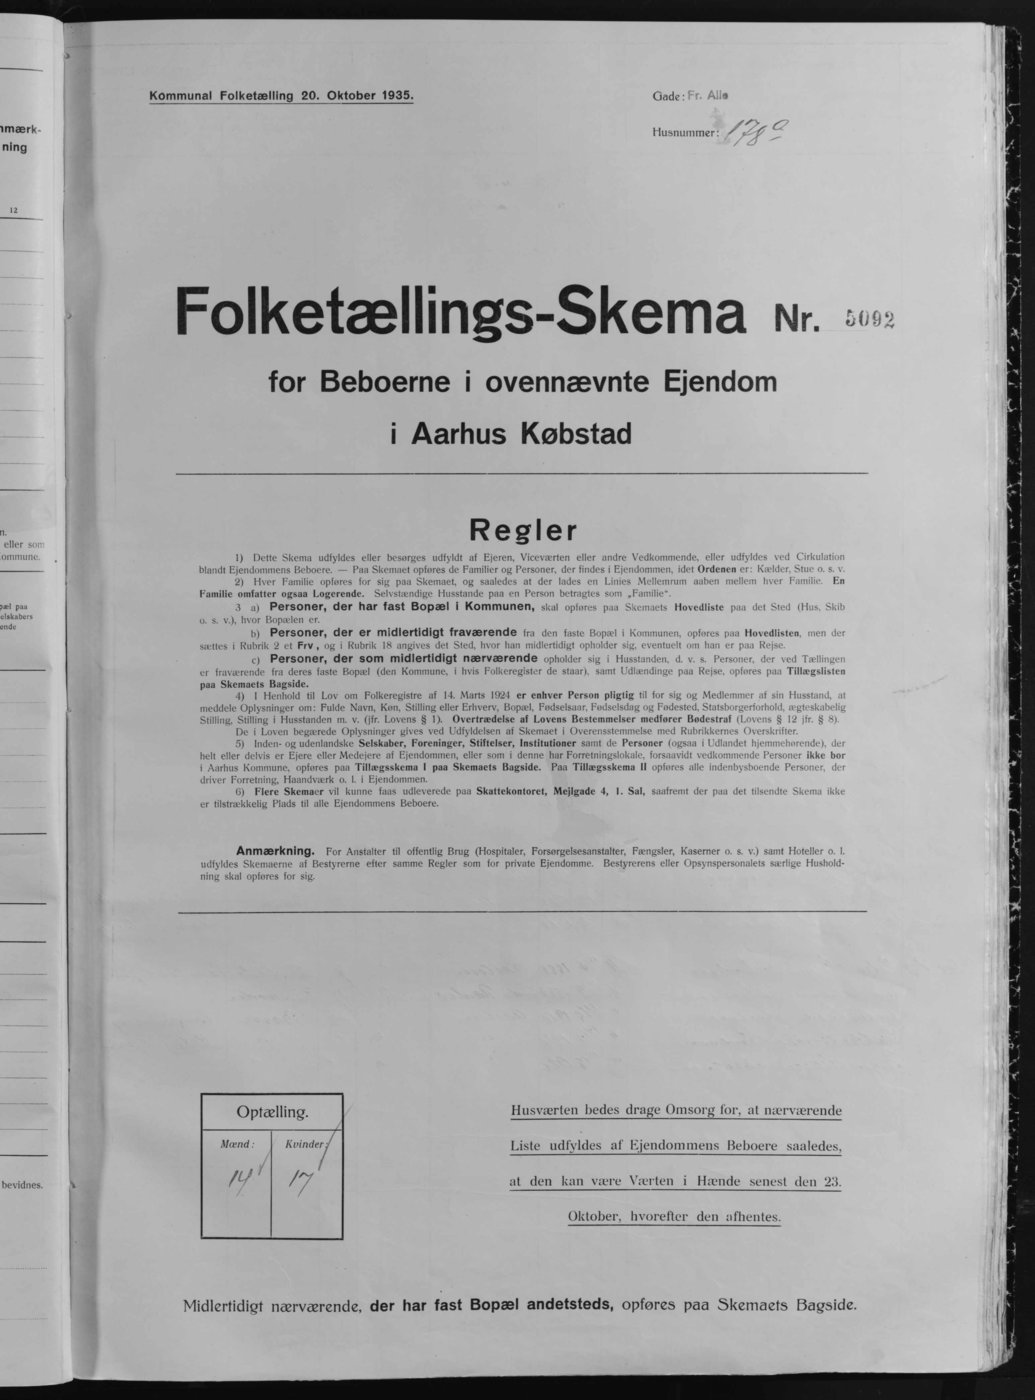 nmærk-
ning
12
n.
eller som
ommune.
pæl paa
elskabers
ende
bevidnes.
Kommunal Folketælling 20. Oktober 1935.
Gade: Fr. Alle
Husnummer: 178a
Folketællings-Skema Nr. 5092
for Beboerne i ovennævnte Ejendom
i Aarhus Købstad
Regler
1) Dette Skema udfyldes eller besørges udfyldt af Ejeren, Viceværten eller andre Vedkommende, eller udfyldes ved Cirkulation
blandt Ejendommens Beboere. — Paa Skemaet opføres de Familier og Personer, der findes i Ejendommen, idet Ordenen er: Kælder, Stue o. s. v.
2) Hver Familie opføres for sig paa Skemaet, og saaledes at der lades en Linies Mellemrum aaben mellem hver Familie. En
Familie omfatter ogsaa Logerende. Selvstændige Husstande paa en Person betragtes som „Familie“.
3 a) Personer, der har fast Bopæl i Kommunen, skal opføres paa Skemaets Hovedliste paa det Sted (Hus, Skib
o. s. v.), hvor Bopælen er.
b) Personer, der er midlertidigt fraværende fra den faste Bopæl i Kommunen, opføres paa Hovedlisten, men der
sættes i Rubrik 2 et Frv, og i Rubrik 18 angives det Sted, hvor han midlertidigt opholder sig, eventuelt om han er paa Rejse.
c) Personer, der som midlertidigt nærværende opholder sig i Husstanden, d. v. s. Personer, der ved Tællingen
er fraværende fra deres faste Bopæl (den Kommune, i hvis Folkeregister de staar), samt Udlændinge paa Rejse, opføres paa Tillægslisten
paa Skemaets Bagside.
4) I Henhold til Lov om Folkeregistre af 14. Marts 1924 er enhver Person pligtig til for sig og Medlemmer af sin Husstand, at
meddele Oplysninger om: Fulde Navn, Køn, Stilling eller Erhverv, Bopæl, Fødselsaar, Fødselsdag og Fødested, Statsborgerforhold, ægteskabelig
Stilling, Stilling i Husstanden m. v. (jfr. Lovens § 1). Overtrædelse af Lovens Bestemmelser medfører Bødestraf (Lovens § 12 jfr. § 8).
De i Loven begærede Oplysninger gives ved Udfyldelsen af Skemaet i Overensstemmelse med Rubrikkernes Overskrifter.
5) Inden- og udenlandske Selskaber, Foreninger, Stiftelser, Institutioner samt de Personer (ogsaa i Udlandet hjemmehørende), der
helt eller delvis er Ejere eller Medejere af Ejendommen, eller som i denne har Forretningslokale, forsaavidt vedkommende Personer ikke bor
i Aarhus Kommune, opføres paa Tillægsskema I paa Skemaets Bagside. Paa Tillægsskema II opføres alle indenbysboende Personer, der
driver Forretning, Haandværk o. l. i Ejendommen.
6) Flere Skemaer vil kunne faas udleverede paa Skattekontoret, Mejlgade 4, 1. Sal, saafremt der paa det tilsendte Skema ikke
er tilstrækkelig Plads til alle Ejendommens Beboere.
Anmærkning. For Anstalter til offentlig Brug (Hospitaler, Forsørgelsesanstalter, Fængsler, Kaserner o. s. v.) samt Hoteller o. l.
udfyldes Skemaerne af Bestyrerne efter samme Regler som for private Ejendomme. Bestyrerens eller Opsynspersonalets særlige Hushold-
ning skal opføres for sig.
Optælling.
Mænd: Kvinder:
14 17
Husværten bedes drage Omsorg for, at nærværende
Liste udfyldes af Ejendommens Beboere saaledes,
at den kan være Værten i Hænde senest den 23.
Oktober, hvorefter den afhentes.
Midlertidigt nærværende, der har fast Bopæl andetsteds, opføres paa Skemaets Bagside.